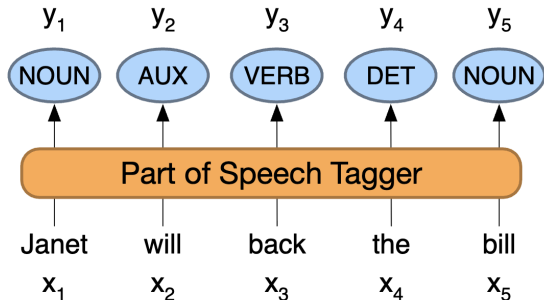 y₁ y₂ y₃ y₄ y₅
NOUN AUX VERB DET NOUN
Part of Speech Tagger
Janet will back the bill
x₁ x₂ x₃ x₄ x₅